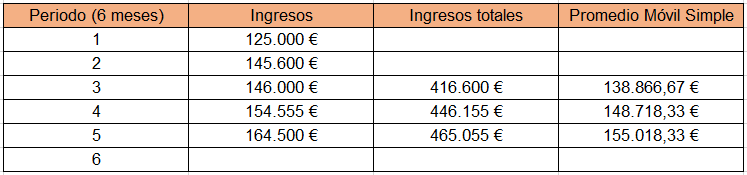 Periodo (6 meses) Ingresos Ingresos totales Promedio Móvil Simple
1 125.000 €
2 145.600 €
3 146.000 € 416.600 € 138.866,67 €
4 154.555 € 446.155 € 148.718,33 €
5 164.500 € 465.055 € 155.018,33 €
6